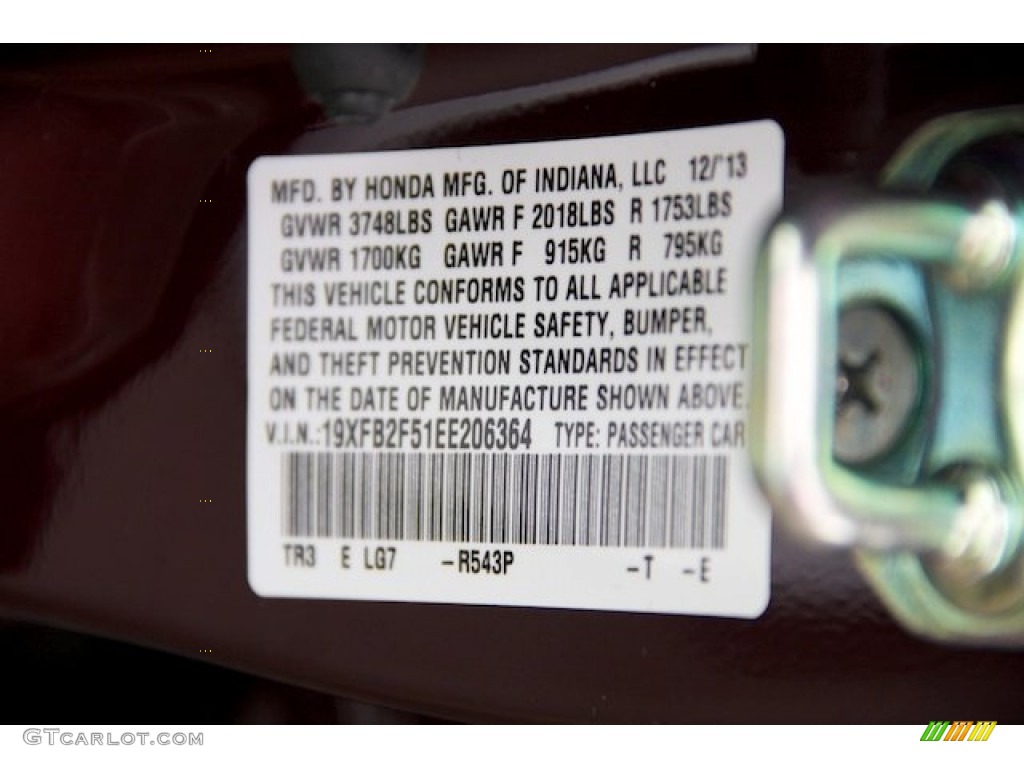 MFD. BY HONDA MFG. OF INDIANA, LLC 12/'13
GVWR 3748LBS GAWR F 2018LBS R 1753LBS
GVWR 1700KG GAWR F 915KG R 795KG
THIS VEHICLE CONFORMS TO ALL APPLICABLE
FEDERAL MOTOR VEHICLE SAFETY, BUMPER,
AND THEFT PREVENTION STANDARDS IN EFFECT
ON THE DATE OF MANUFACTURE SHOWN ABOVE.
V.I.N.:19XFB2F51EE206364 TYPE: PASSENGER CAR
TR3 E LG7 -R543P -T -E
GTCARLOT.COM